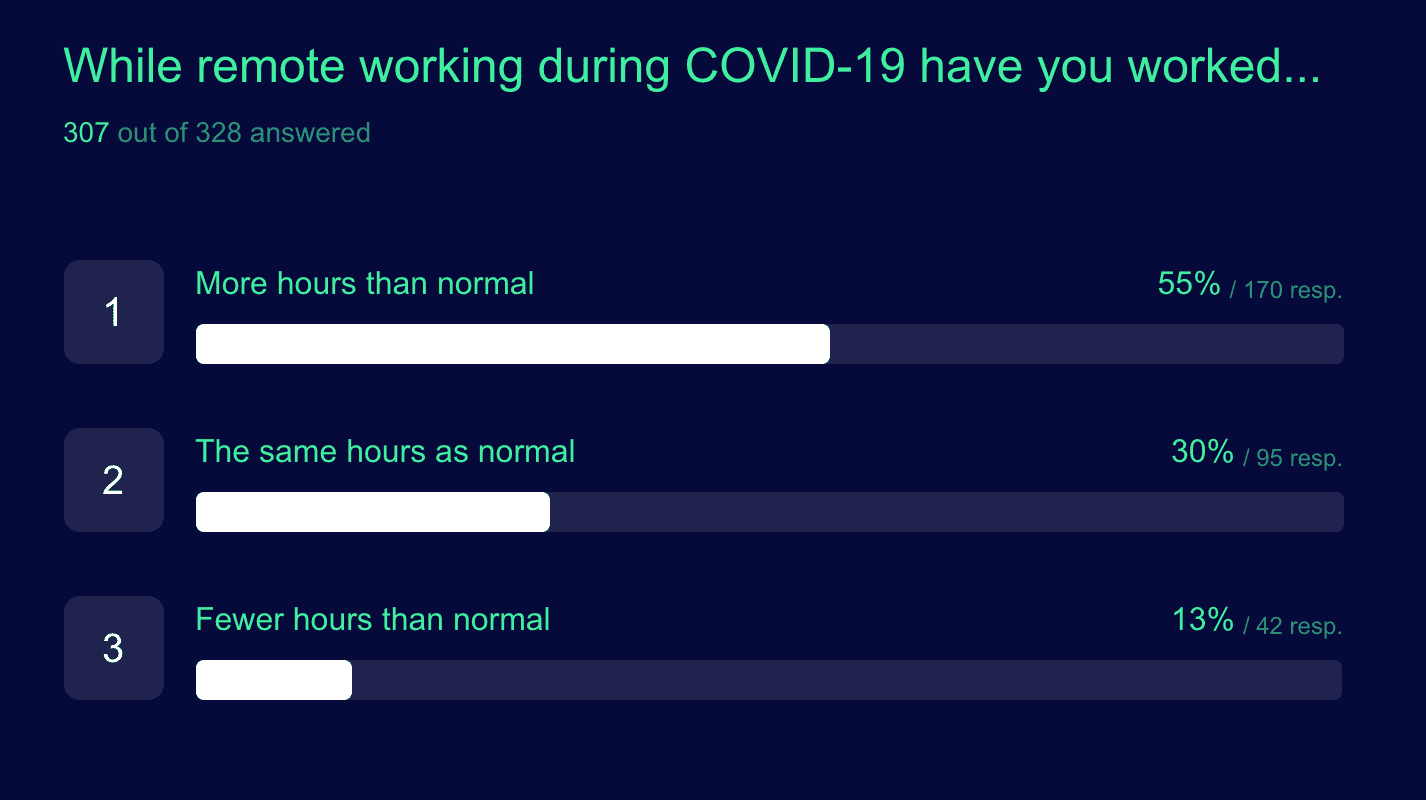 While remote working during COVID-19 have you worked...
307 out of 328 answered
1
More hours than normal
55% / 170 resp.
2
The same hours as normal
30% / 95 resp.
3
Fewer hours than normal
13% / 42 resp.